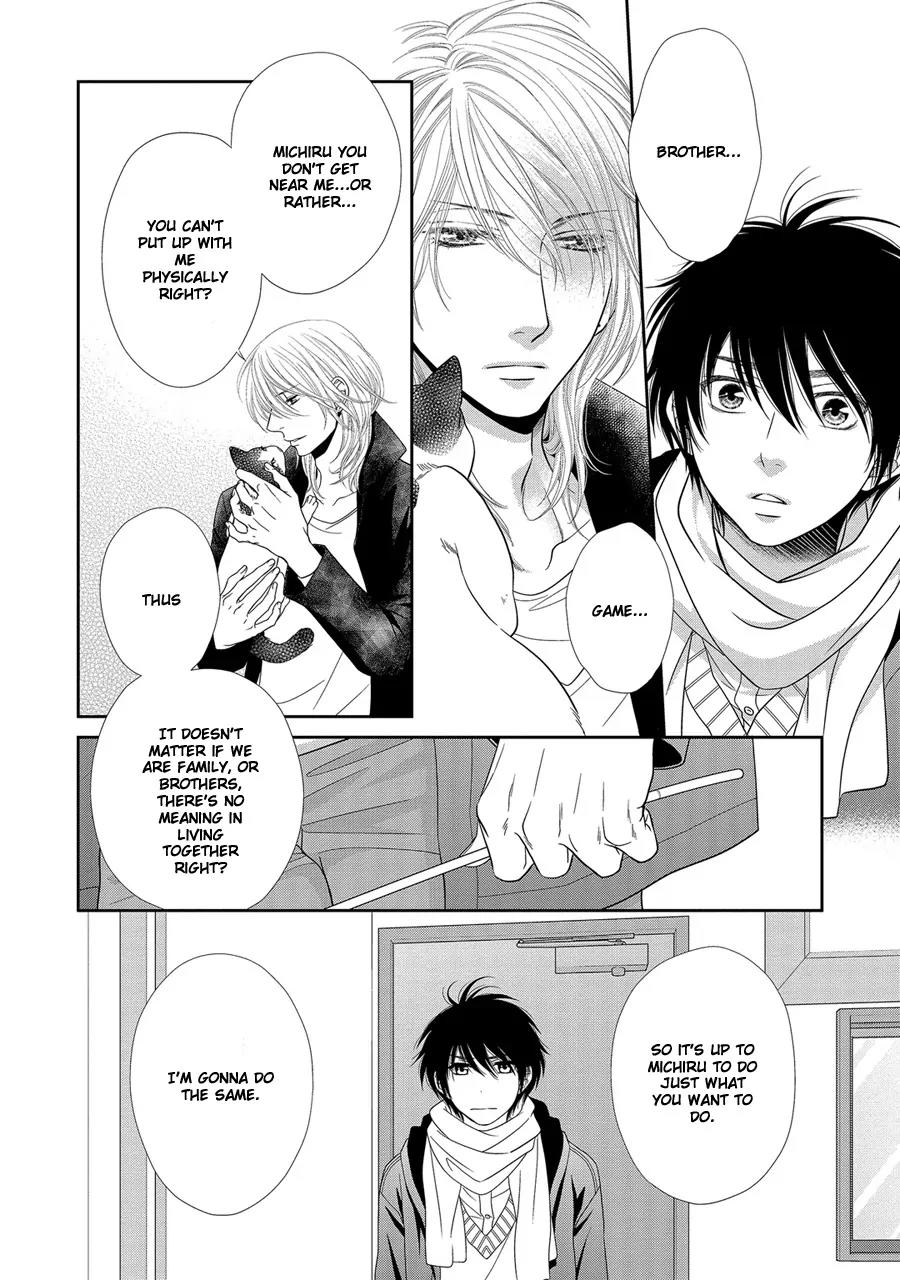 BROTHER...
GAME...
MICHIRU YOU
DON'T GET
NEAR ME...OR
RATHER...
YOU CAN'T
PUT UP WITH
ME
PHYSICALLY
RIGHT?
THUS
IT DOESN'T
MATTER IF WE
ARE FAMILY, OR
BROTHERS,
THERE'S NO
MEANING IN
LIVING
TOGETHER
RIGHT?
SO IT'S UP TO
MICHIRU TO DO
JUST WHAT
YOU WANT TO
DO.
I'M GONNA DO
THE SAME.